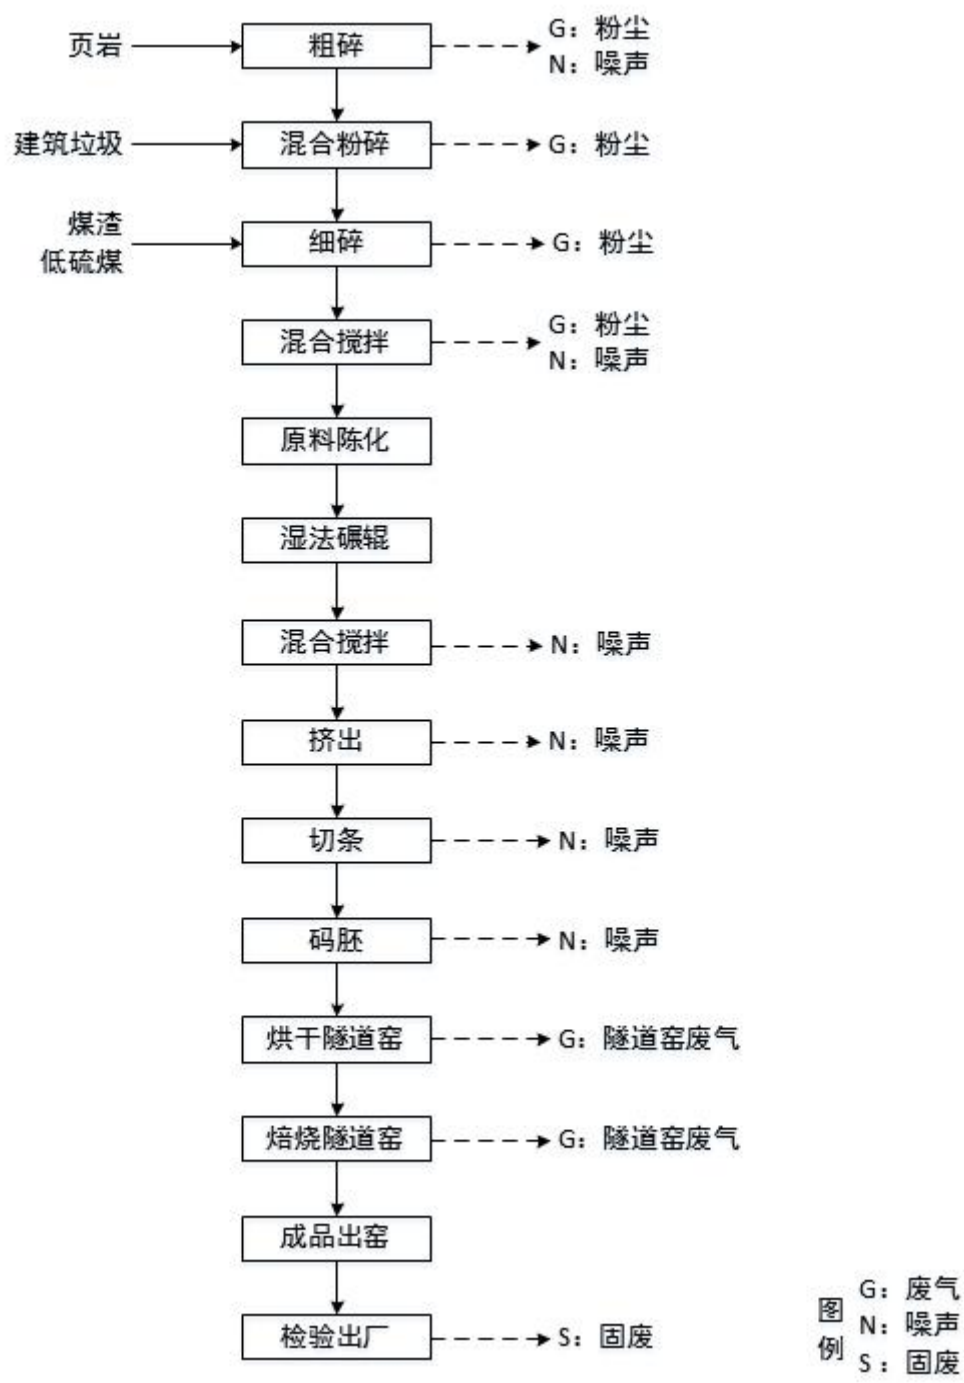 页岩
粗碎
G：粉尘
N：噪声
建筑垃圾
混合粉碎
G：粉尘
煤渣
低硫煤
细碎
G：粉尘
混合搅拌
G：粉尘
N：噪声
原料陈化
湿法碾辊
混合搅拌
N：噪声
挤出
N：噪声
切条
N：噪声
码胚
N：噪声
烘干隧道窑
G：隧道窑废气
焙烧隧道窑
G：隧道窑废气
成品出窑
检验出厂
S：固废
图例
G：废气
N：噪声
S：固废